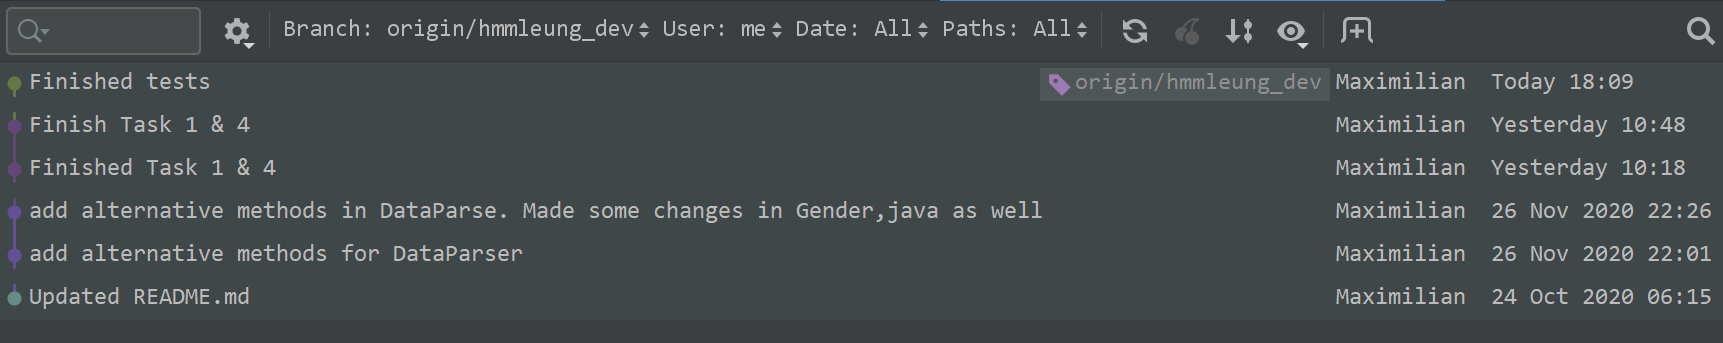 Branch: origin/hmmleung_dev User: me Date: All Paths: All
Finished tests origin/hmmleung_dev Maximilian Today 18:09
Finish Task 1 & 4 Maximilian Yesterday 10:48
Finished Task 1 & 4 Maximilian Yesterday 10:18
add alternative methods in DataParse. Made some changes in Gender,java as well Maximilian 26 Nov 2020 22:26
add alternative methods for DataParser Maximilian 26 Nov 2020 22:01
Updated README.md Maximilian 24 Oct 2020 06:15